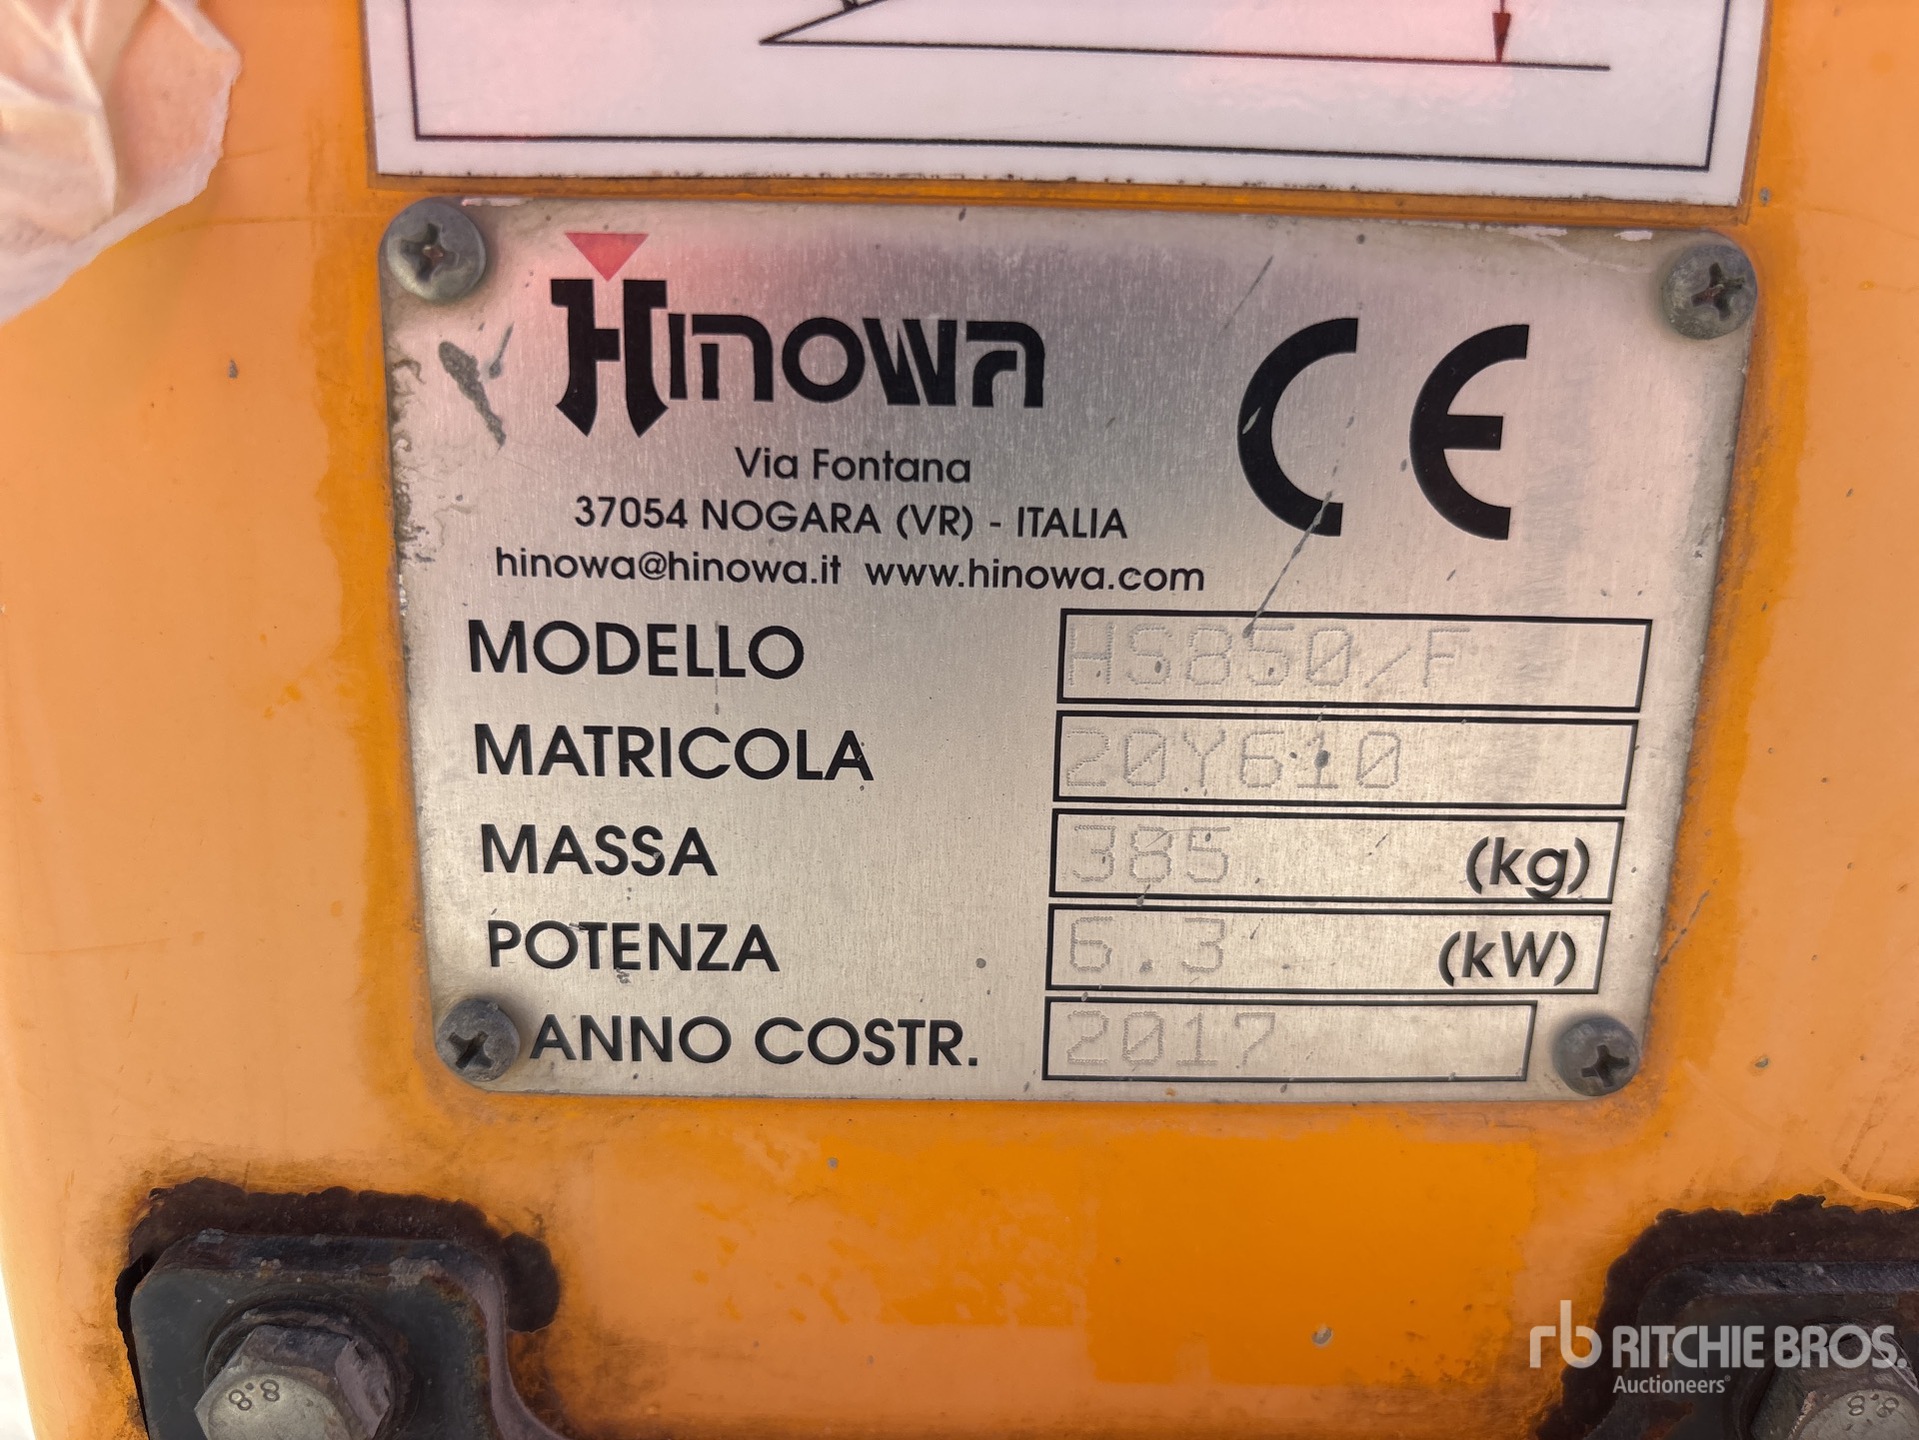 HINOWA
CE
Via Fontana
37054 NOGARA (VR) - ITALIA
hinowa@hinowa.it www.hinowa.com
MODELLO HS850/F
MATRICOLA 20Y610
MASSA 385 (kg)
POTENZA 6.3 (kW)
ANNO COSTR. 2017
8.8
8.8
rb RITCHIE BROS.
Auctioneers®